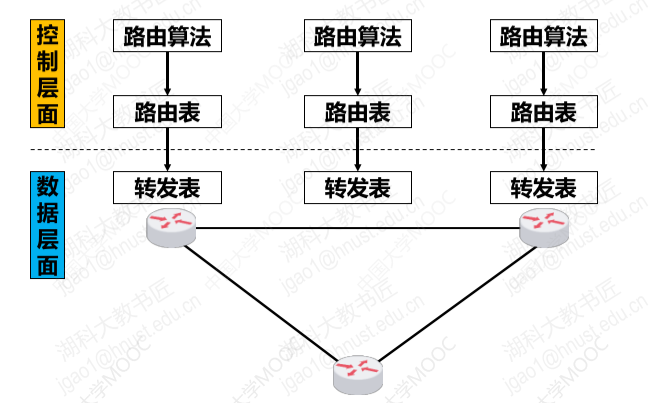 控制层面
路由算法 路由算法 路由算法
路由表 路由表 路由表
数据层面
转发表 转发表 转发表
湖科大教书匠
jgao1@hnust.edu.cn
中国大学MOOC